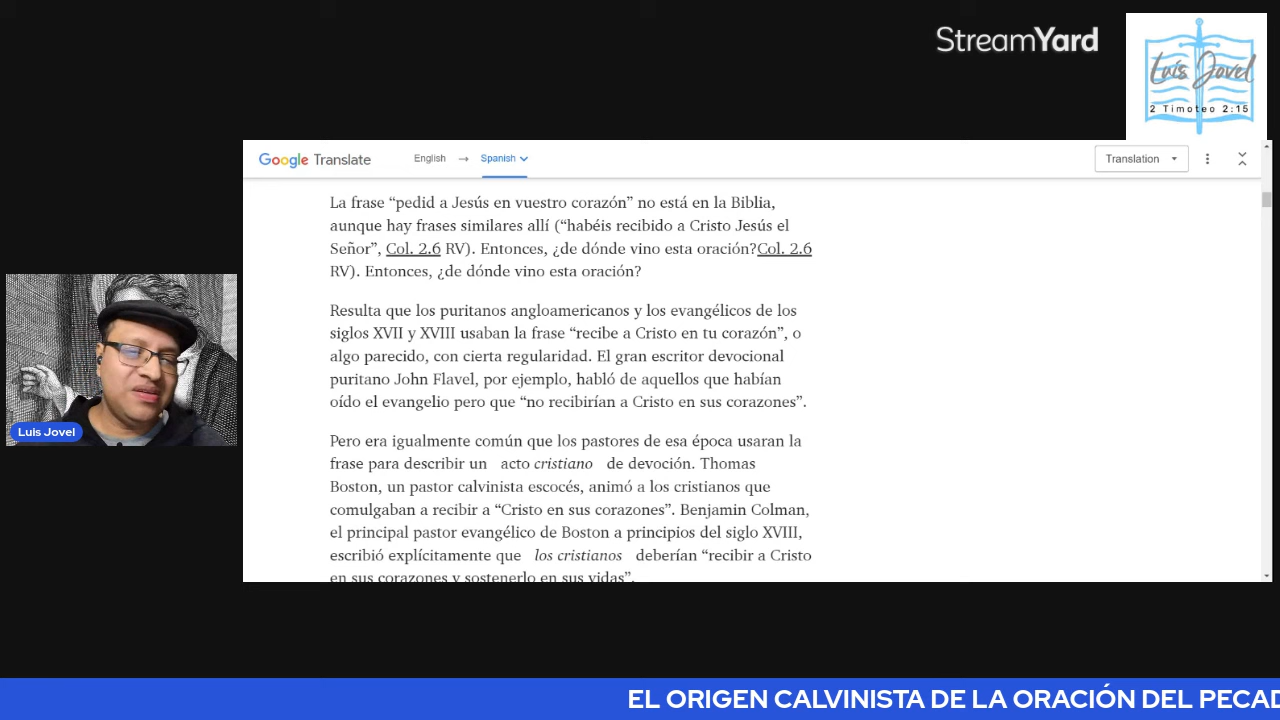 StreamYard
Luis Jovel
2 Timoteo 2:15
Google Translate
English → Spanish
Translation
La frase “pedid a Jesús en vuestro corazón” no está en la Biblia,
aunque hay frases similares allí (“habéis recibido a Cristo Jesús el
Señor”, Col. 2.6 RV). Entonces, ¿de dónde vino esta oración?Col. 2.6
RV). Entonces, ¿de dónde vino esta oración?
Resulta que los puritanos angloamericanos y los evangélicos de los
siglos XVII y XVIII usaban la frase “recibe a Cristo en tu corazón”, o
algo parecido, con cierta regularidad. El gran escritor devocional
puritano John Flavel, por ejemplo, habló de aquellos que habían
oído el evangelio pero que “no recibirían a Cristo en sus corazones”.
Pero era igualmente común que los pastores de esa época usaran la
frase para describir un acto cristiano de devoción. Thomas
Boston, un pastor calvinista escocés, animó a los cristianos que
comulgaban a recibir a “Cristo en sus corazones”. Benjamin Colman,
el principal pastor evangélico de Boston a principios del siglo XVIII,
escribió explícitamente que los cristianos deberían “recibir a Cristo
en sus corazones y sostenerlo en sus vidas”.
Luis Jovel
EL ORIGEN CALVINISTA DE LA ORACIÓN DEL PECAD